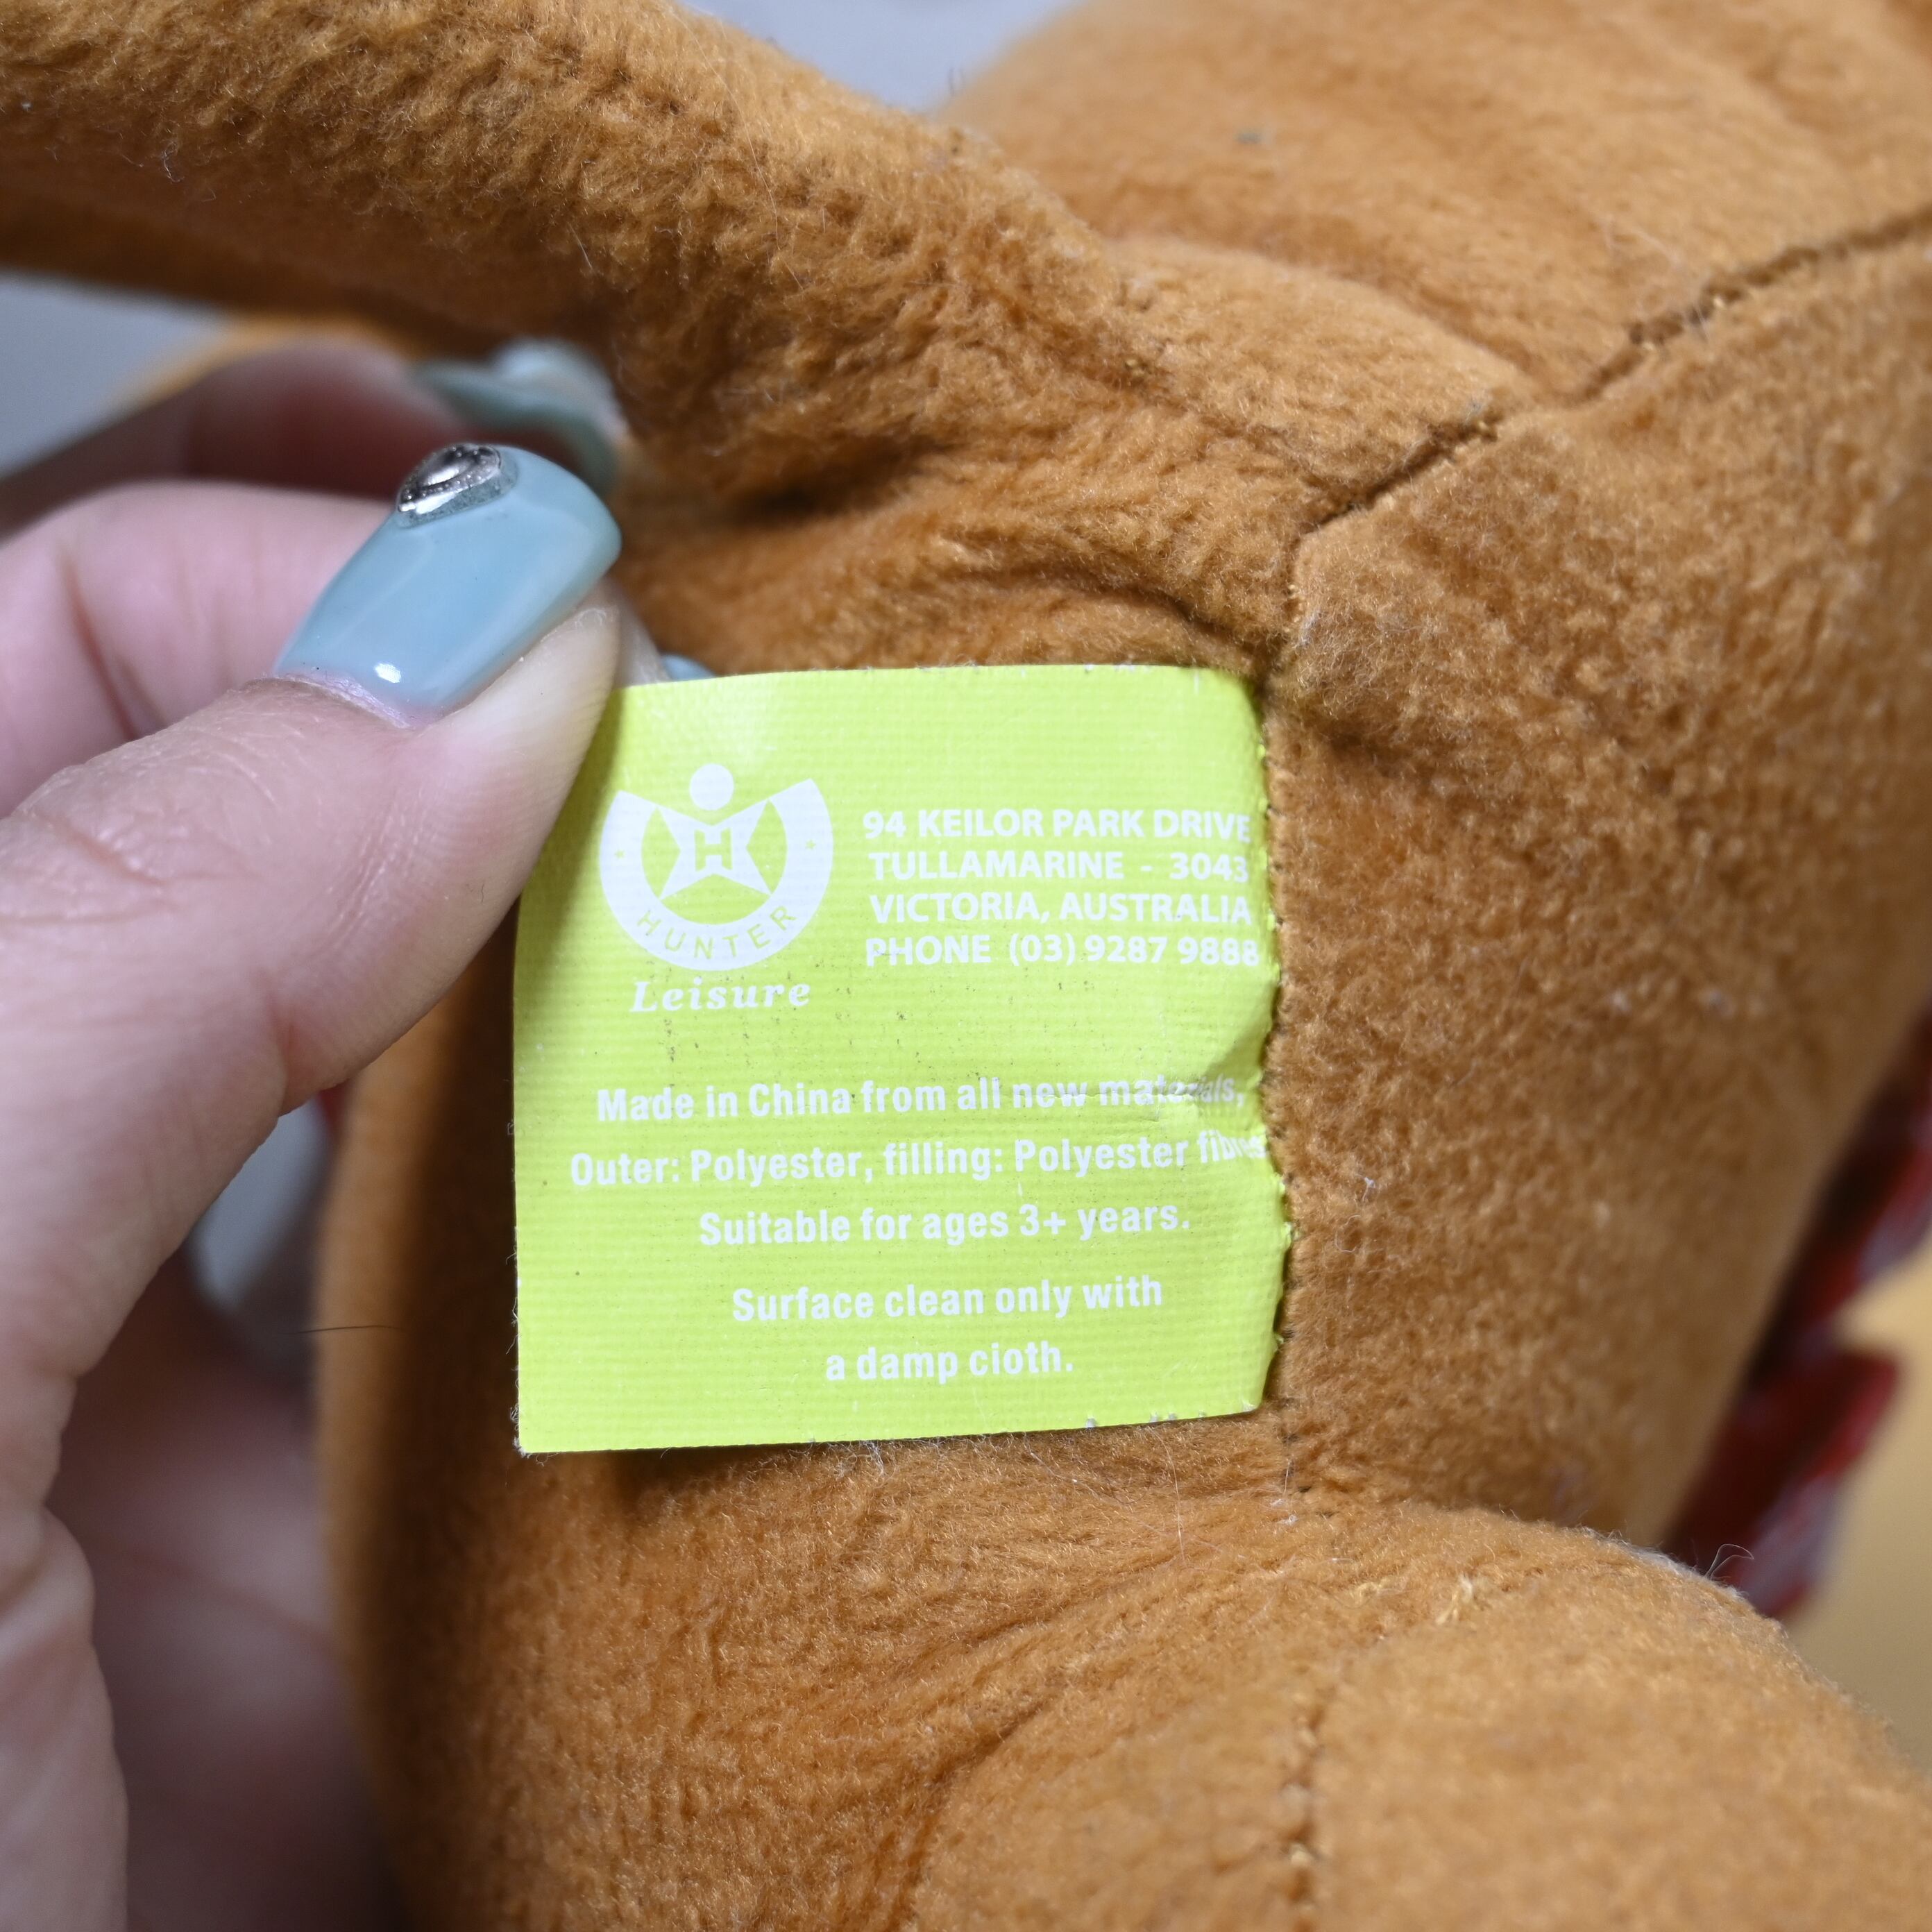 H
HUNTER
Leisure
94 KEILOR PARK DRIVE
TULLAMARINE - 3043
VICTORIA, AUSTRALIA
PHONE (03) 9287 9888
Made in China from all new materials,
Outer: Polyester, filling: Polyester fibres
Suitable for ages 3+ years.
Surface clean only with
a damp cloth.